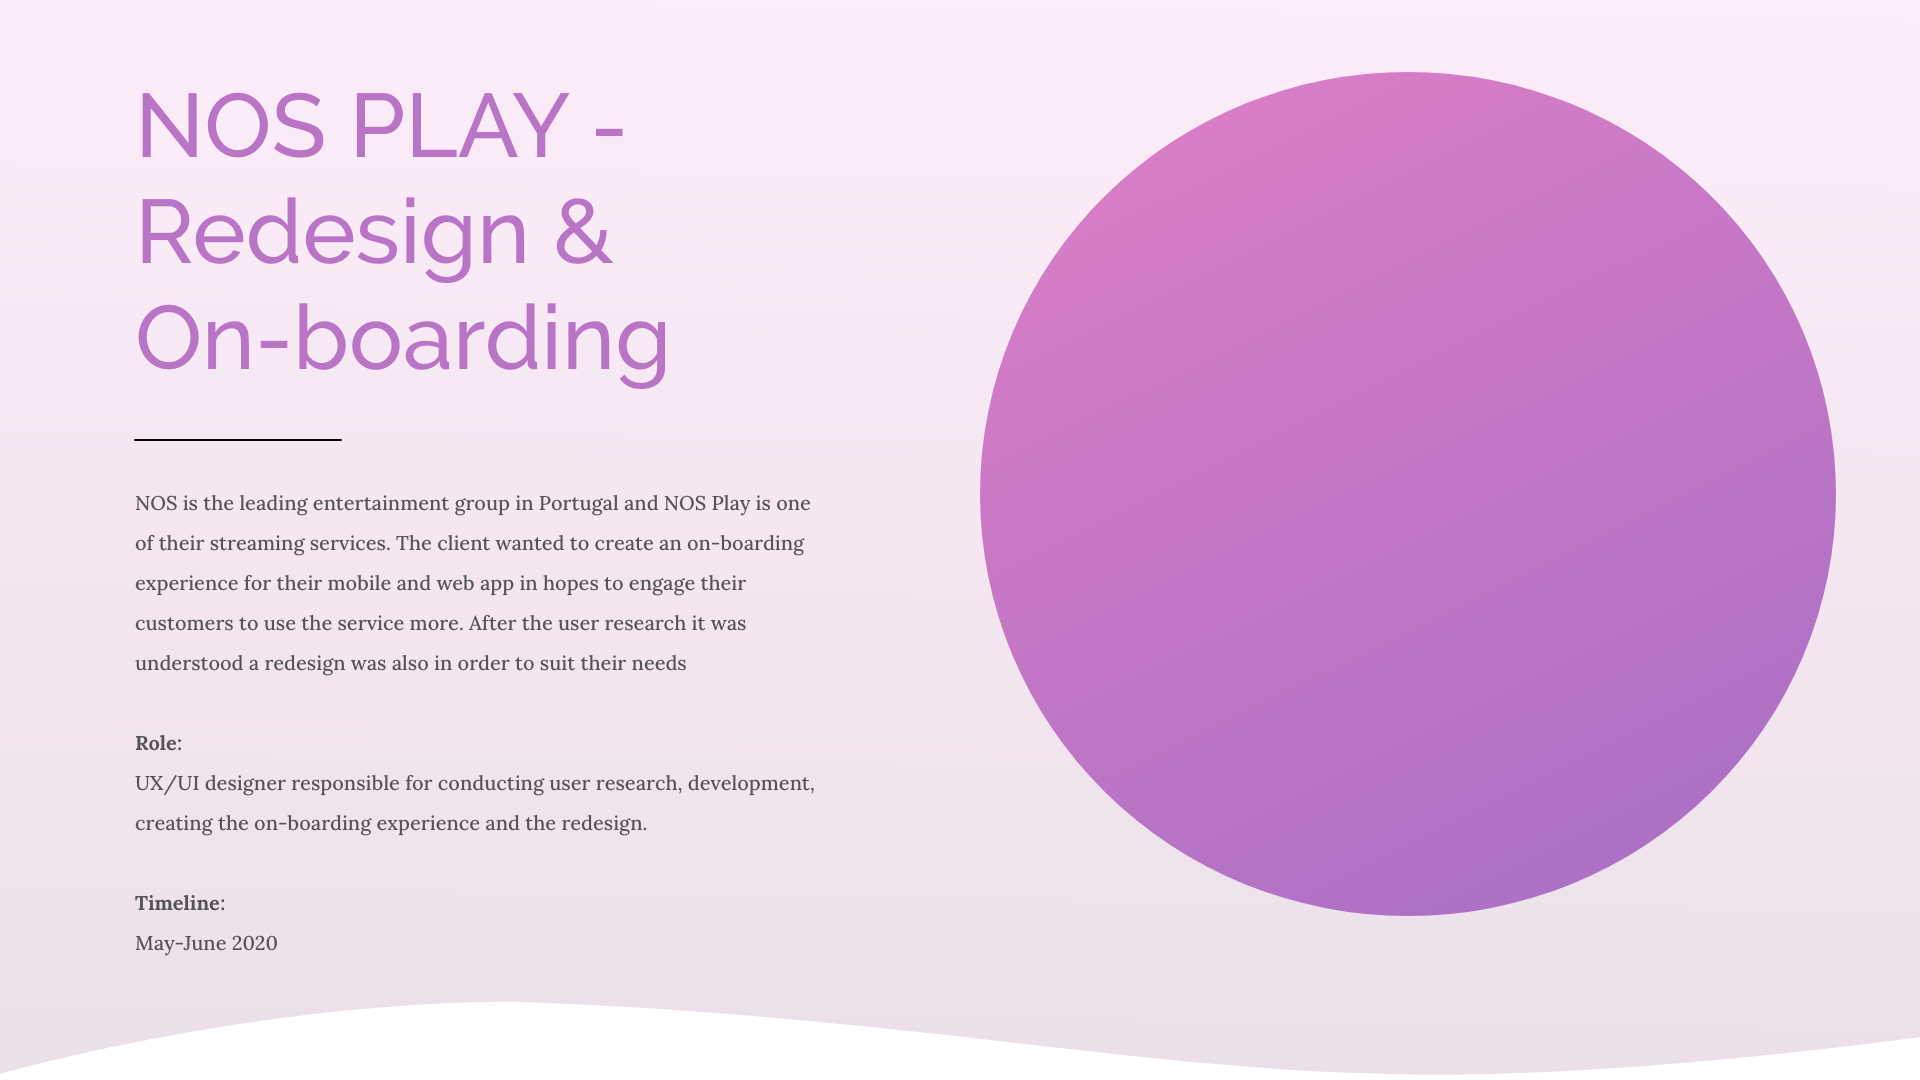 NOS PLAY -
Redesign &
On-boarding
NOS is the leading entertainment group in Portugal and NOS Play is one
of their streaming services. The client wanted to create an on-boarding
experience for their mobile and web app in hopes to engage their
customers to use the service more. After the user research it was
understood a redesign was also in order to suit their needs
Role:
UX/UI designer responsible for conducting user research, development,
creating the on-boarding experience and the redesign.
Timeline:
May-June 2020